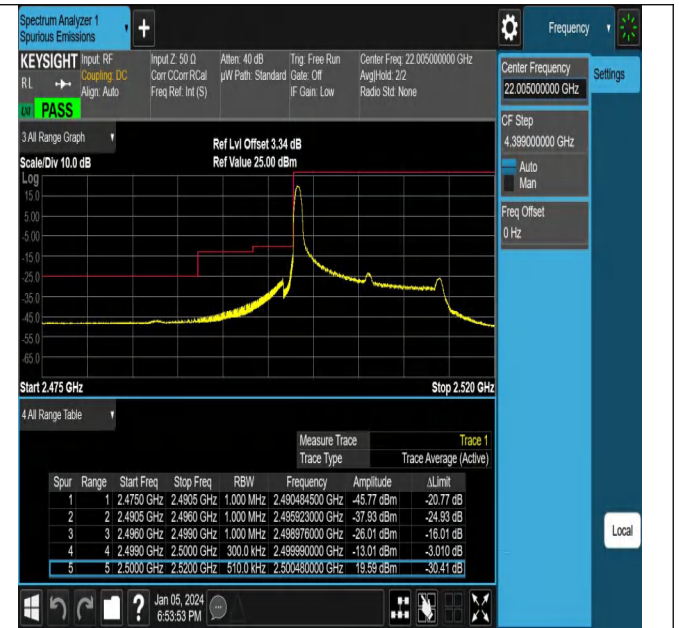 Spectrum Analyzer 1
Spurious Emissions
Frequency
KEYSIGHT Input: RF Input Z: 50 Ω Atten: 40 dB Trig: Free Run Center Freq: 22.005000000 GHz
RL Coupling: DC Corr CCorr RCal µW Path: Standard Gate: Off Avg|Hold: 2/2
Align: Auto Freq Ref: Int (S) IF Gain: Low Radio Std: None
PASS
Center Frequency
22.005000000 GHz
Settings
CF Step
4.399000000 GHz
Auto
Man
Freq Offset
0 Hz
3 All Range Graph
Ref Lvl Offset 3.34 dB
Scale/Div 10.0 dB Ref Value 25.00 dBm
Log
15.0
5.00
-5.00
-15.0
-25.0
-35.0
-45.0
-55.0
-65.0
Start 2.475 GHz Stop 2.520 GHz
4 All Range Table
Measure Trace Trace 1
Trace Type Trace Average (Active)
Spur Range Start Freq Stop Freq RBW Frequency Amplitude ΔLimit
1 1 2.4750 GHz 2.4905 GHz 1.000 MHz 2.490484500 GHz -45.77 dBm -20.77 dB
2 2 2.4905 GHz 2.4960 GHz 1.000 MHz 2.495923000 GHz -37.93 dBm -24.93 dB
3 3 2.4960 GHz 2.4990 GHz 1.000 MHz 2.498976000 GHz -26.01 dBm -16.01 dB
4 4 2.4990 GHz 2.5000 GHz 300.0 kHz 2.499990000 GHz -13.01 dBm -3.010 dB
5 5 2.5000 GHz 2.5200 GHz 510.0 kHz 2.500480000 GHz 19.59 dBm -30.41 dB
Local
Jan 05, 2024
6:53:53 PM